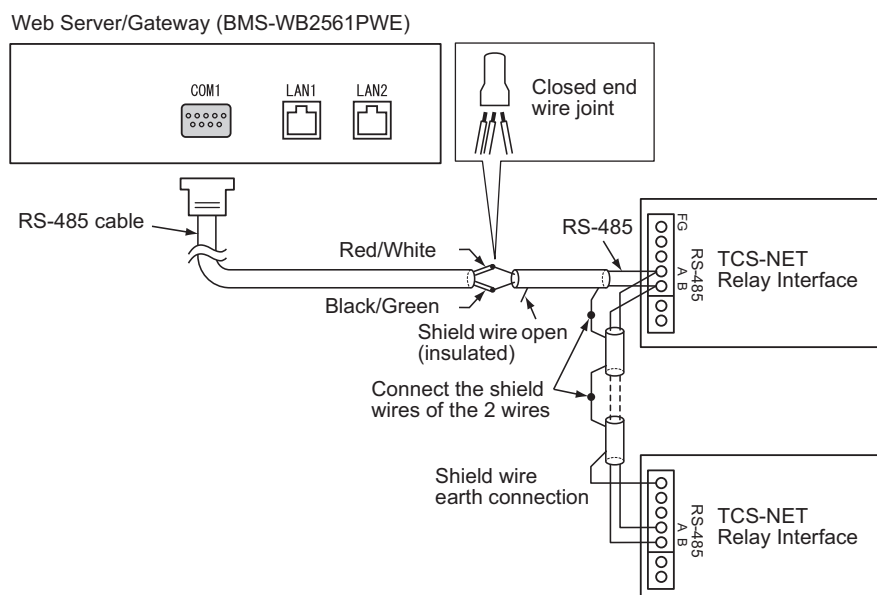 Web Server/Gateway (BMS-WB2561PWE)
COM1
LAN1
LAN2
Closed end
wire joint
RS-485 cable
Red/White
Black/Green
RS-485
Shield wire open
(insulated)
Connect the shield
wires of the 2 wires
FG
A B
RS-485
TCS-NET
Relay Interface
Shield wire
earth connection
A B
RS-485
TCS-NET
Relay Interface